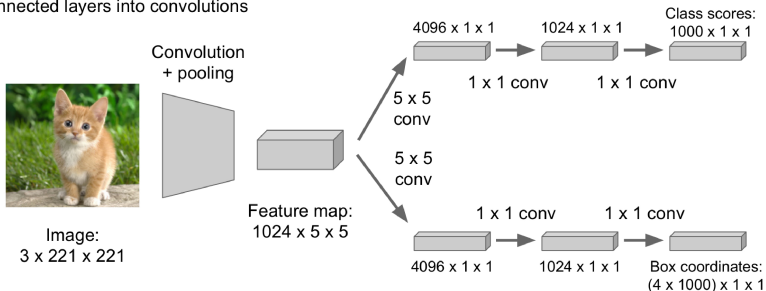 layers into convolutions
Convolution
+ pooling
Image:
3 x 221 x 221
Feature map:
1024 x 5 x 5
5 x 5
conv
5 x 5
conv
4096 x 1 x 1
1024 x 1 x 1
Class scores:
1000 x 1 x 1
1 x 1 conv
1 x 1 conv
1 x 1 conv
1 x 1 conv
4096 x 1 x 1
1024 x 1 x 1
Box coordinates:
(4 x 1000) x 1 x 1